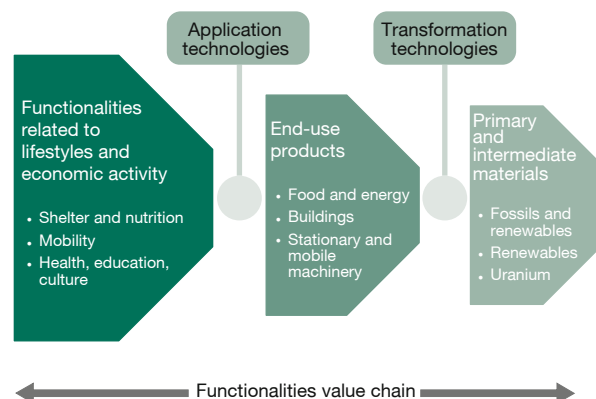 Application
technologies
Transformation
technologies
Functionalities
related to
lifestyles and
economic activity
• Shelter and nutrition
• Mobility
• Health, education,
culture
End-use
products
• Food and energy
• Buildings
• Stationary and
mobile
machinery
Primary
and
intermediate
materials
• Fossils and
renewables
• Renewables
• Uranium
Functionalities value chain